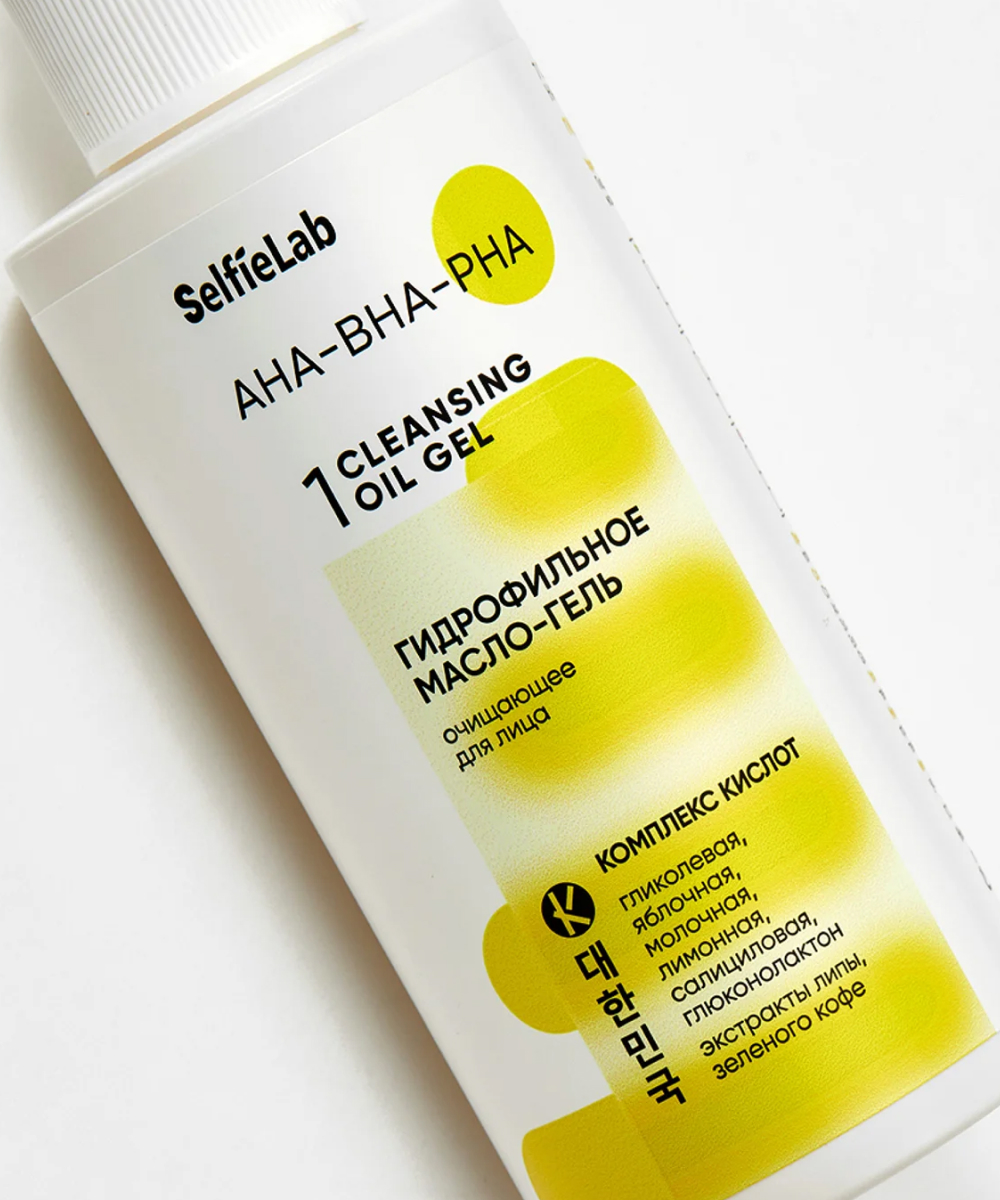 SelfieLab
AHA-BHA-PHA
1 CLEANSING
OIL GEL
ГИДРОФИЛЬНОЕ
МАСЛО-ГЕЛЬ
очищающее
для лица
КОМПЛЕКС КИСЛОТ
гликолевая,
яблочная,
молочная,
лимонная,
салициловая,
глюконолактон
экстракты липы,
зеленого кофе
K
대한민국